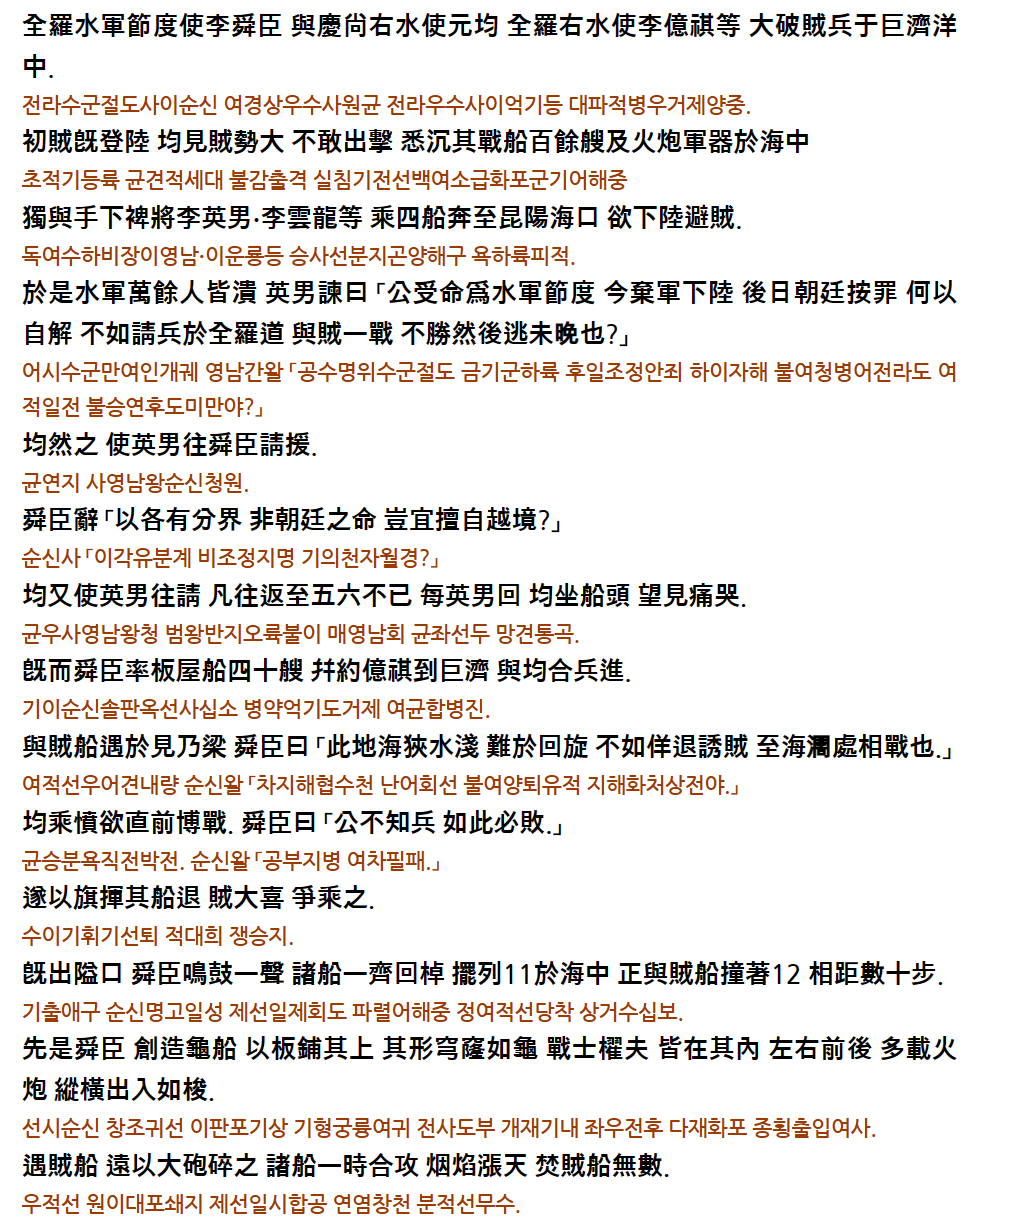 全羅水軍節度使李舜臣 與慶尙右水使元均 全羅右水使李億祺等 大破賊兵于巨濟洋
中.
전라수군절도사이순신 여경상우수사원균 전라우수사이억기등 대파적병우거제양중.
初賊旣登陸 均見賊勢大 不敢出擊 悉沉其戰船百餘艘及火炮軍器於海中
초적기등륙 균견적세대 불감출격 실침기전선백여소급화포군기어해중
獨與手下裨將李英男·李雲龍等 乘四船奔至昆陽海口 欲下陸避賊.
독여수하비장이영남·이운룡등 승사선분지곤양해구 욕하륙피적.
於是水軍萬餘人皆潰 英男諫曰「公受命爲水軍節度 今棄軍下陸 後日朝廷按罪 何以
自解 不如請兵於全羅道 與賊一戰 不勝然後逃未晩也?」
어시수군만여인개궤 영남간왈「공수명위수군절도 금기군하륙 후일조정안죄 하이자해 불여청병어전라도 여
적일전 불승연후도미만야?」
均然之 使英男往舜臣請援.
균연지 사영남왕순신청원.
舜臣辭「以各有分界 非朝廷之命 豈宜擅自越境?」
순신사「이각유분계 비조정지명 기의천자월경?」
均又使英男往請 凡往返至五六不已 每英男回 均坐船頭 望見痛哭.
균우사영남왕청 범왕반지오륙불이 매영남회 균좌선두 망견통곡.
旣而舜臣率板屋船四十艘 幷約億祺到巨濟 與均合兵進.
기이순신솔판옥선사십소 병약억기도거제 여균합병진.
與賊船遇於見乃梁 舜臣曰「此地海狹水淺 難於回旋 不如佯退誘賊 至海濶處相戰也.」
여적선우어견내량 순신왈「차지해협수천 난어회선 불여양퇴유적 지해화처상전야.」
均乘憤欲直前博戰. 舜臣曰「公不知兵 如此必敗.」
균승분욕직전박전. 순신왈「공부지병 여차필패.」
遂以旗揮其船退 賊大喜 爭乘之.
수이기휘기선퇴 적대희 쟁승지.
旣出隘口 舜臣鳴鼓一聲 諸船一齊回棹 擺列11於海中 正與賊船撞著12 相距數十步.
기출애구 순신명고일성 제선일제회도 파렬어해중 정여적선당착 상거수십보.
先是舜臣 創造龜船 以板鋪其上 其形穹窿如龜 戰士櫂夫 皆在其內 左右前後 多載火
炮 縱橫出入如梭.
선시순신 창조귀선 이판포기상 기형궁륭여귀 전사도부 개재기내 좌우전후 다재화포 종횡출입여사.
遇賊船 遠以大砲碎之 諸船一時合攻 烟焰漲天 焚賊船無數.
우적선 원이대포쇄지 제선일시합공 연염창천 분적선무수.